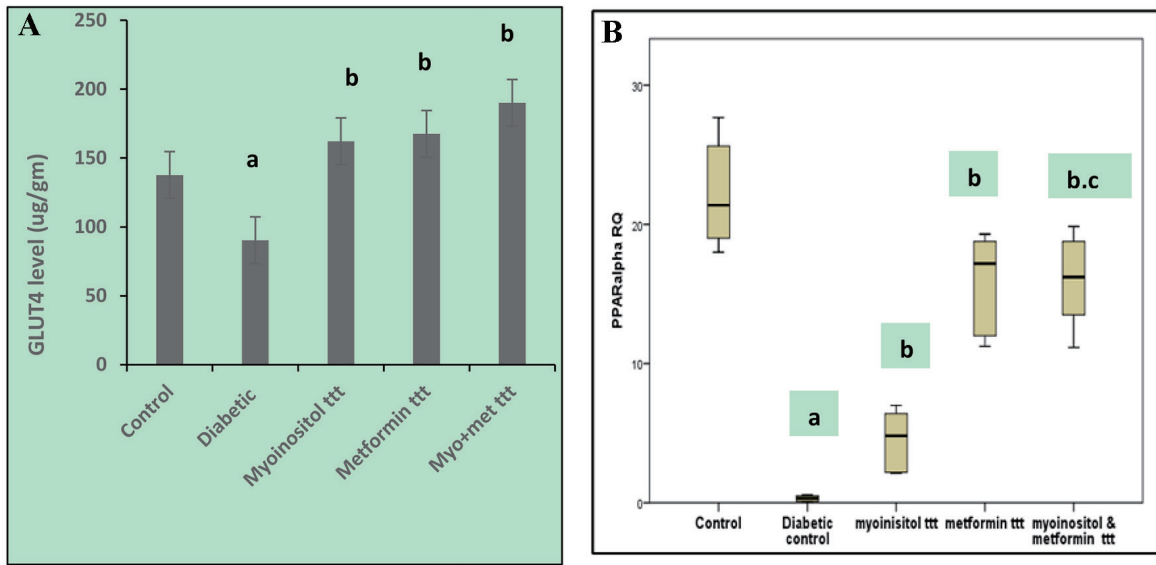 A
GLUT4 level (ug/gm)
250
200
150
100
50
0
a
b
b
b
Control
Diabetic
Myoinositol ttt
Metformin ttt
Myo+met ttt
B
PPARalpha RQ
30
20
10
0
a
b
b
b.c
Control
Diabetic
control
myoinisitol ttt
metformin ttt
myoinositol &
metformin ttt